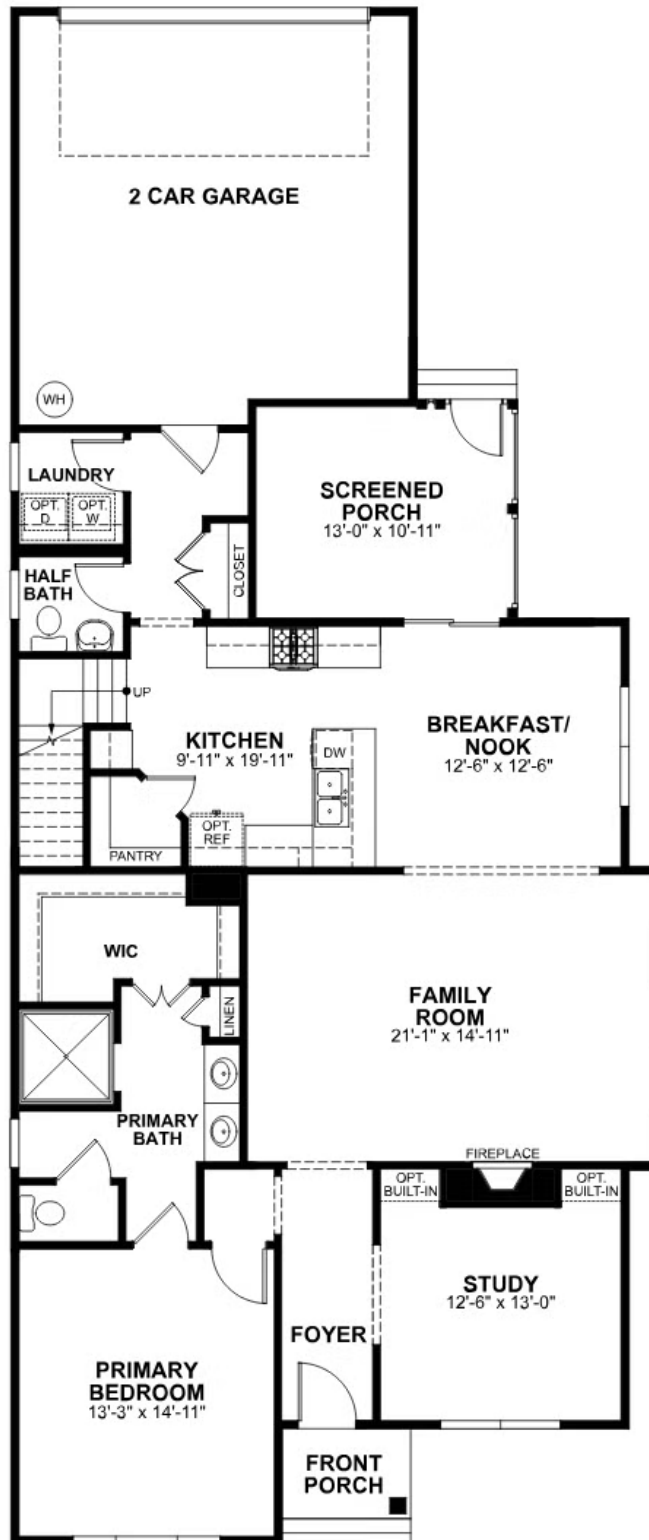 2 CAR GARAGE
WH
LAUNDRY
OPT.
D
OPT.
W
SCREENED
PORCH
13'-0" x 10'-11"
HALF
BATH
CLOSET
UP
KITCHEN
9'-11" x 19'-11"
DW
BREAKFAST/
NOOK
12'-6" x 12'-6"
OPT.
REF
PANTRY
WIC
LINEN
FAMILY
ROOM
21'-1" x 14'-11"
PRIMARY
BATH
FIREPLACE
OPT.
BUILT-IN
OPT.
BUILT-IN
STUDY
12'-6" x 13'-0"
FOYER
PRIMARY
BEDROOM
13'-3" x 14'-11"
FRONT
PORCH